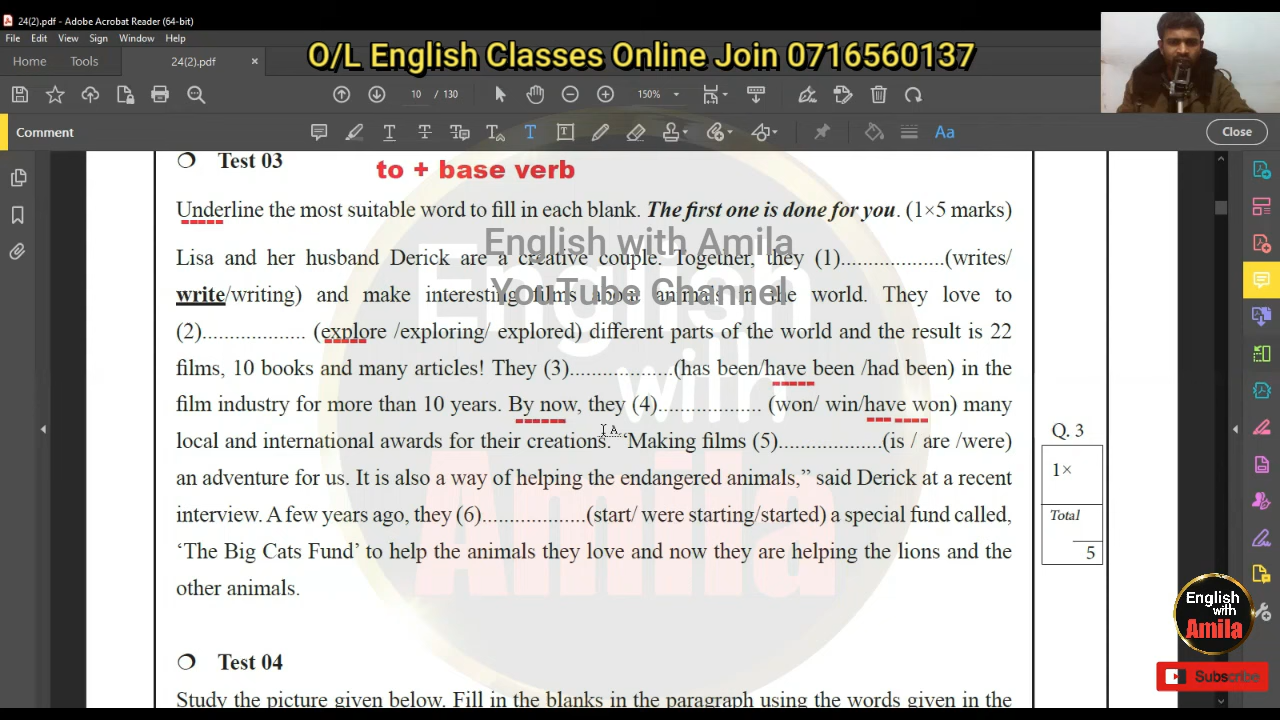 24(2).pdf - Adobe Acrobat Reader (64-bit)
File Edit View Sign Window Help
O/L English Classes Online Join 0716560137
Home Tools 24(2).pdf ×
10 / 130 150%
Comment Close
Test 03
to + base verb
Underline the most suitable word to fill in each blank. The first one is done for you. (1×5 marks)
Lisa and her husband Derick are a creative couple. Together, they (1)...................(writes/
write/writing) and make interesting films about animals in the world. They love to
(2)................... (explore /exploring/ explored) different parts of the world and the result is 22
films, 10 books and many articles! They (3)...................(has been/have been /had been) in the
film industry for more than 10 years. By now, they (4)................... (won/ win/have won) many
local and international awards for their creations. “Making films (5)...................(is / are /were)
an adventure for us. It is also a way of helping the endangered animals,” said Derick at a recent
interview. A few years ago, they (6)...................(start/ were starting/started) a special fund called,
‘The Big Cats Fund’ to help the animals they love and now they are helping the lions and the
other animals.
English with Amila
YouTube Channel
English
with
Amila
Q. 3
1×
Total
5
Test 04
Study the picture given below. Fill in the blanks in the paragraph using the words given in the
English
with
Amila
Subscribe